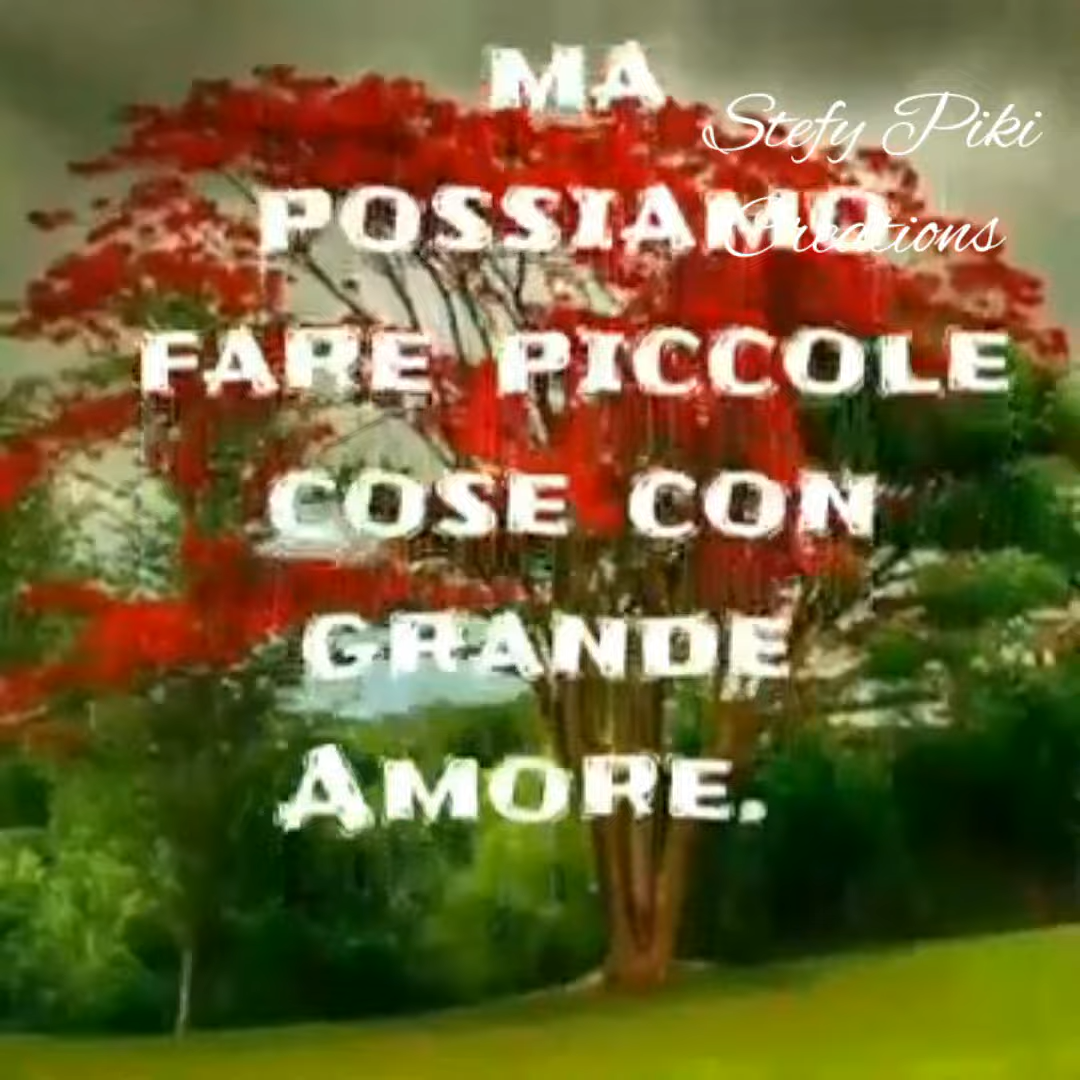 MA
Stefy Piki
POSSIAMO
Creations
FARE PICCOLE
COSE CON
GRANDE
AMORE.